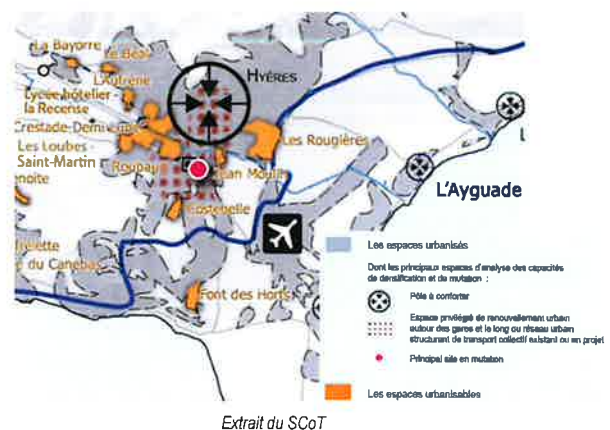 La Bayorre
Le Béal
HYÈRES
L'Autréne
Lycée hôtelier -
la Recense
Crestade-Demi-Lune
Les Loubes -
Saint-Martin
Roubau
Les Rougières
Jean Moulin
Costebelle
L'Ayguade
du Canebas
Font des Horts
Les espaces urbanisés
Dont les principaux espaces d'analyse des capacités
de densification et de mutation :
Pôle à conforter
Espace privilégié de renouvellement urbain
autour des gares et le long du réseau urbain
structurant de transport collectif existant ou en projet
Principal site en mutation
Les espaces urbanisables
Extrait du SCoT